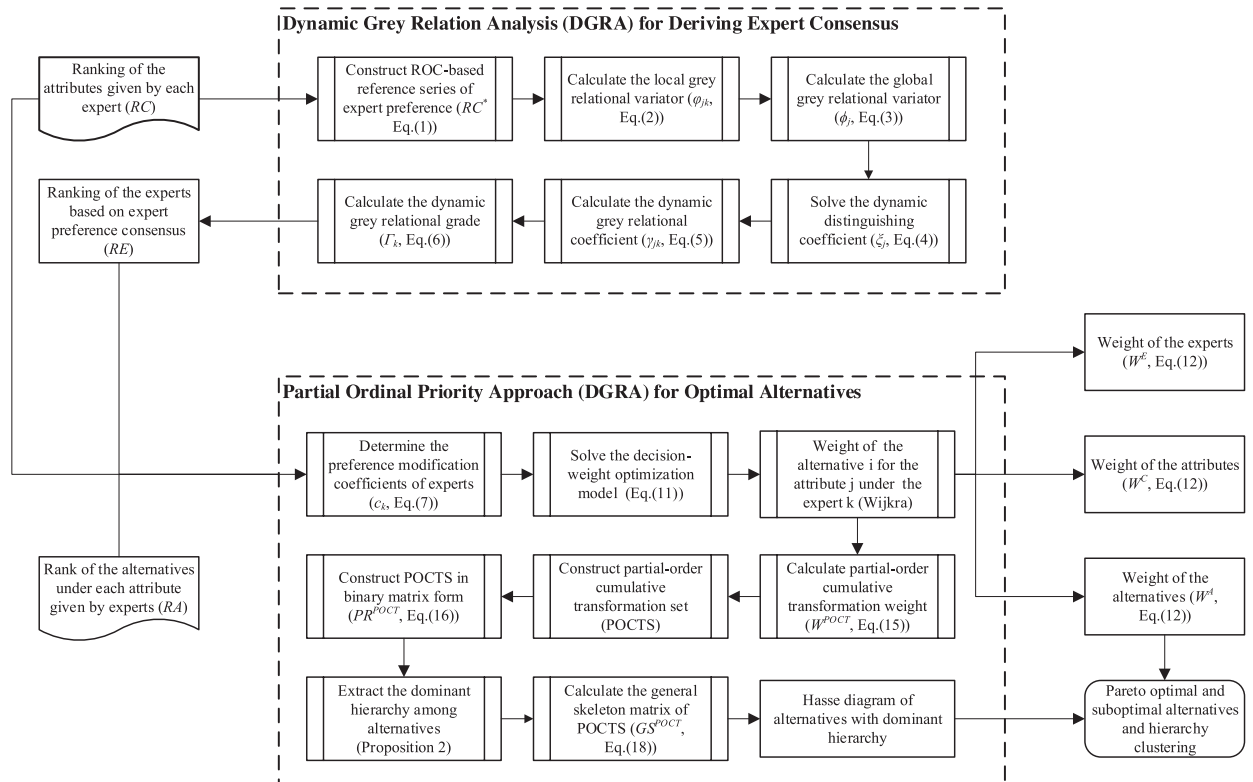 Dynamic Grey Relation Analysis (DGRA) for Deriving Expert Consensus
Ranking of the
attributes given by each
expert (RC)
Construct ROC-based
reference series of
expert preference (RC*
Eq.(1))
Calculate the local grey
relational variator (φjk,
Eq.(2))
Calculate the
global grey
relational variator
(ϕj, Eq.(3))
Ranking of the experts
based on expert
preference consensus
(RE)
Calculate the dynamic
grey relational grade
(Γk, Eq.(6))
Calculate the dynamic
grey relational
coefficient (γjk, Eq.(5))
Solve the dynamic
distinguishing
coefficient (ξj, Eq.(4))
Weight of the experts
(W^E, Eq.(12))
Partial Ordinal Priority Approach (DGRA) for Optimal Alternatives
Determine the
preference modification
coefficients of experts
(ck, Eq.(7))
Solve the decision-
weight optimization
model (Eq.(11))
Weight of the
alternative i for the
attribute j under the
expert k (Wijkra)
Weight of the attributes
(W^C, Eq.(12))
Rank of the alternatives
under each attribute
given by experts (RA)
Construct POCTS in
binary matrix form
(PR^POCT, Eq.(16))
Construct partial-order
cumulative
transformation set
(POCTS)
Calculate partial-order
cumulative
transformation weight
(W^POCT, Eq.(15))
Weight of the
alternatives (W^A,
Eq.(12))
Extract the dominant
hierarchy among
alternatives
(Proposition 2)
Calculate the general
skeleton matrix of
POCTS (GS^POCT,
Eq.(18))
Hasse diagram of
alternatives with dominant
hierarchy
Pareto optimal and
suboptimal alternatives
and hierarchy
clustering